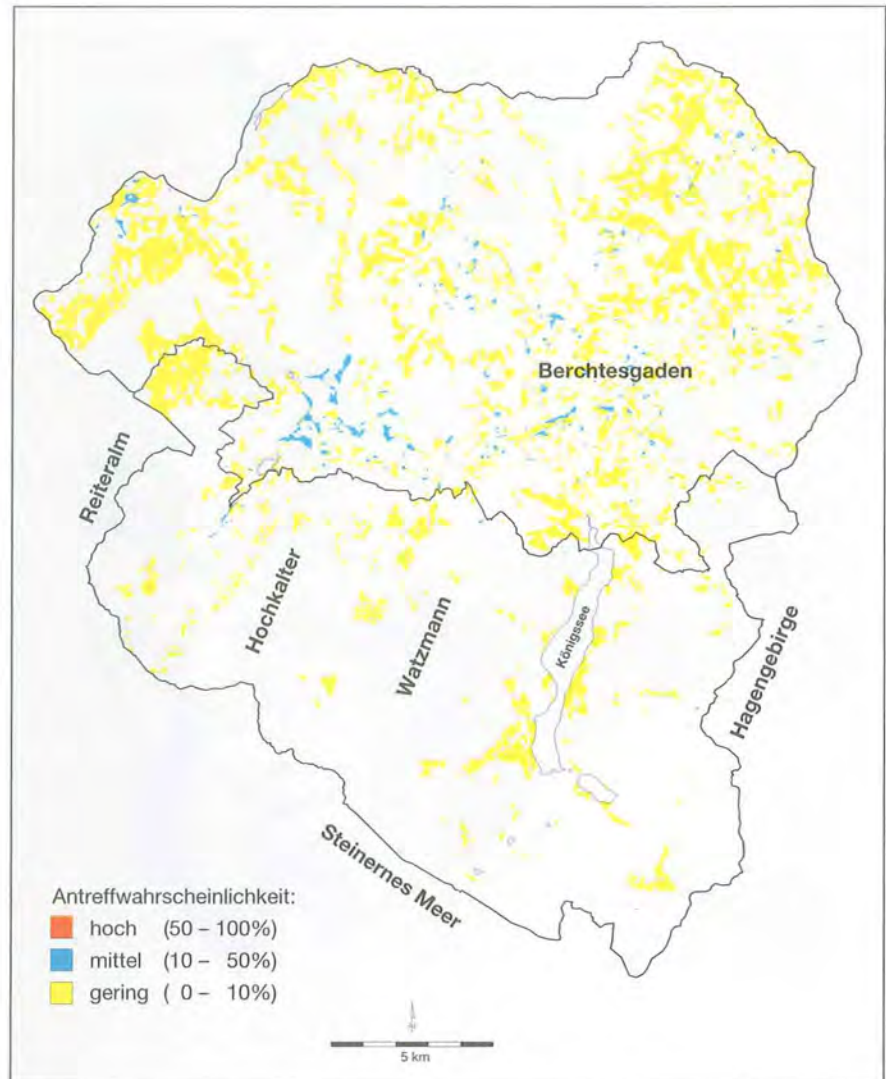 Berchtesgaden
Reiteralm
Hochkalter
Watzmann
Königssee
Hagengebirge
Steinernes Meer
Antreffwahrscheinlichkeit:
hoch (50 – 100%)
mittel (10 – 50%)
gering ( 0 – 10%)
5 km